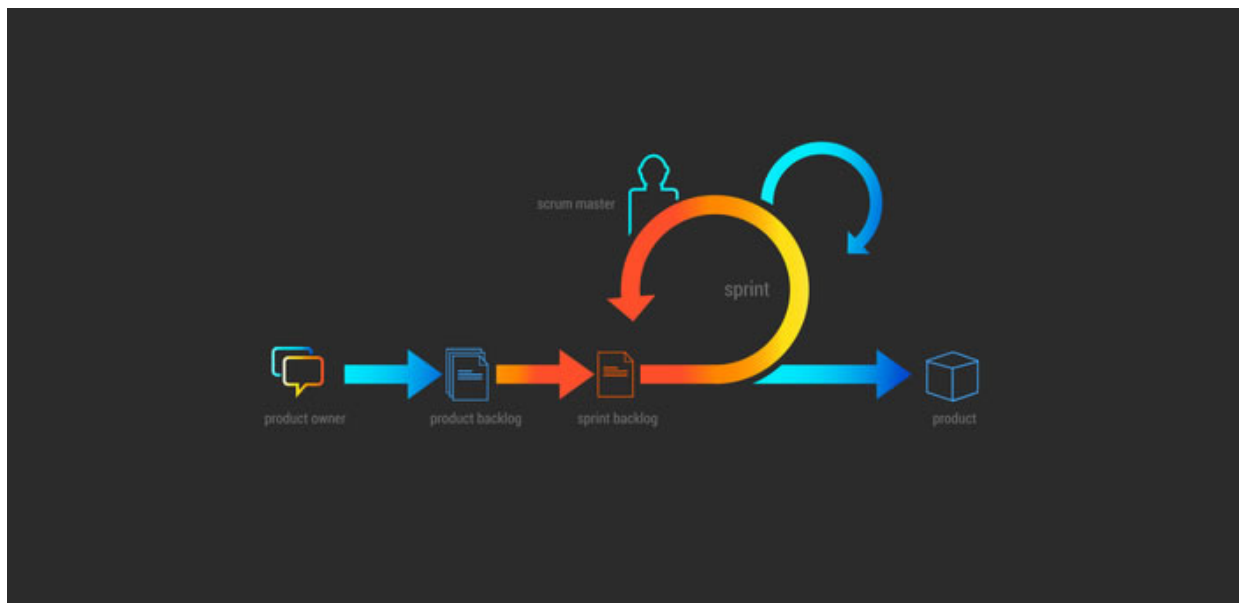 scrum master
sprint
product owner
product backlog
sprint backlog
product